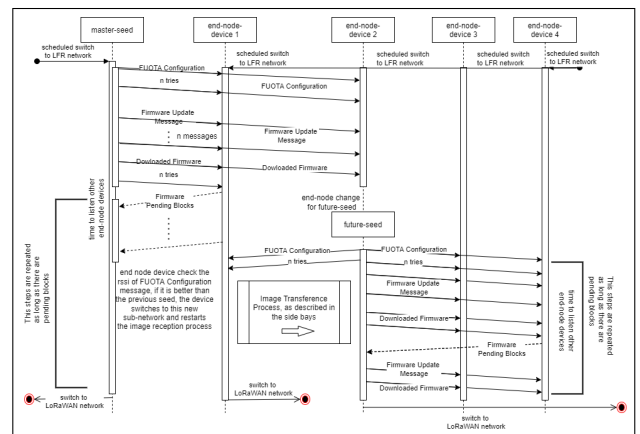 master-seed
end-node-
device 1
end-node-
device 2
end-node-
device 3
end-node-
device 4
scheduled switch
to LFR network
scheduled switch
to LFR network
scheduled switch
to LFR network
scheduled switch
to LFR network
scheduled switch
to LFR network
FUOTA Configuration
n tries
FUOTA Configuration
Firmware Update
Message
n messages
Firmware Update
Message
Dowloaded Firmware
n tries
Dowloaded Firmware
Firmware
Pending Blocks
time to listen other
end-node devices
This steps are repeated
as long as there are
pending blocks
end-node change
for future-seed
future-seed
FUOTA Configuration
n tries
FUOTA Configuration
n tries
end node device check the
rssi of FUOTA Configuration
message, if it is better than
the previous seed, the device
switches to this new
sub-network and restarts
the image reception process
Image Transference
Process, as described in
the side bays
Firmware Update
Message
Downloaded Firmware
Firmware
Pending Blocks
Firmware Update
Message
Downloaded Firmware
time to listen other
end-node devices
This steps are repeated
as long as there are
pending blocks
switch to
LoRaWAN network
switch to
LoRaWAN network
switch to
LoRaWAN network